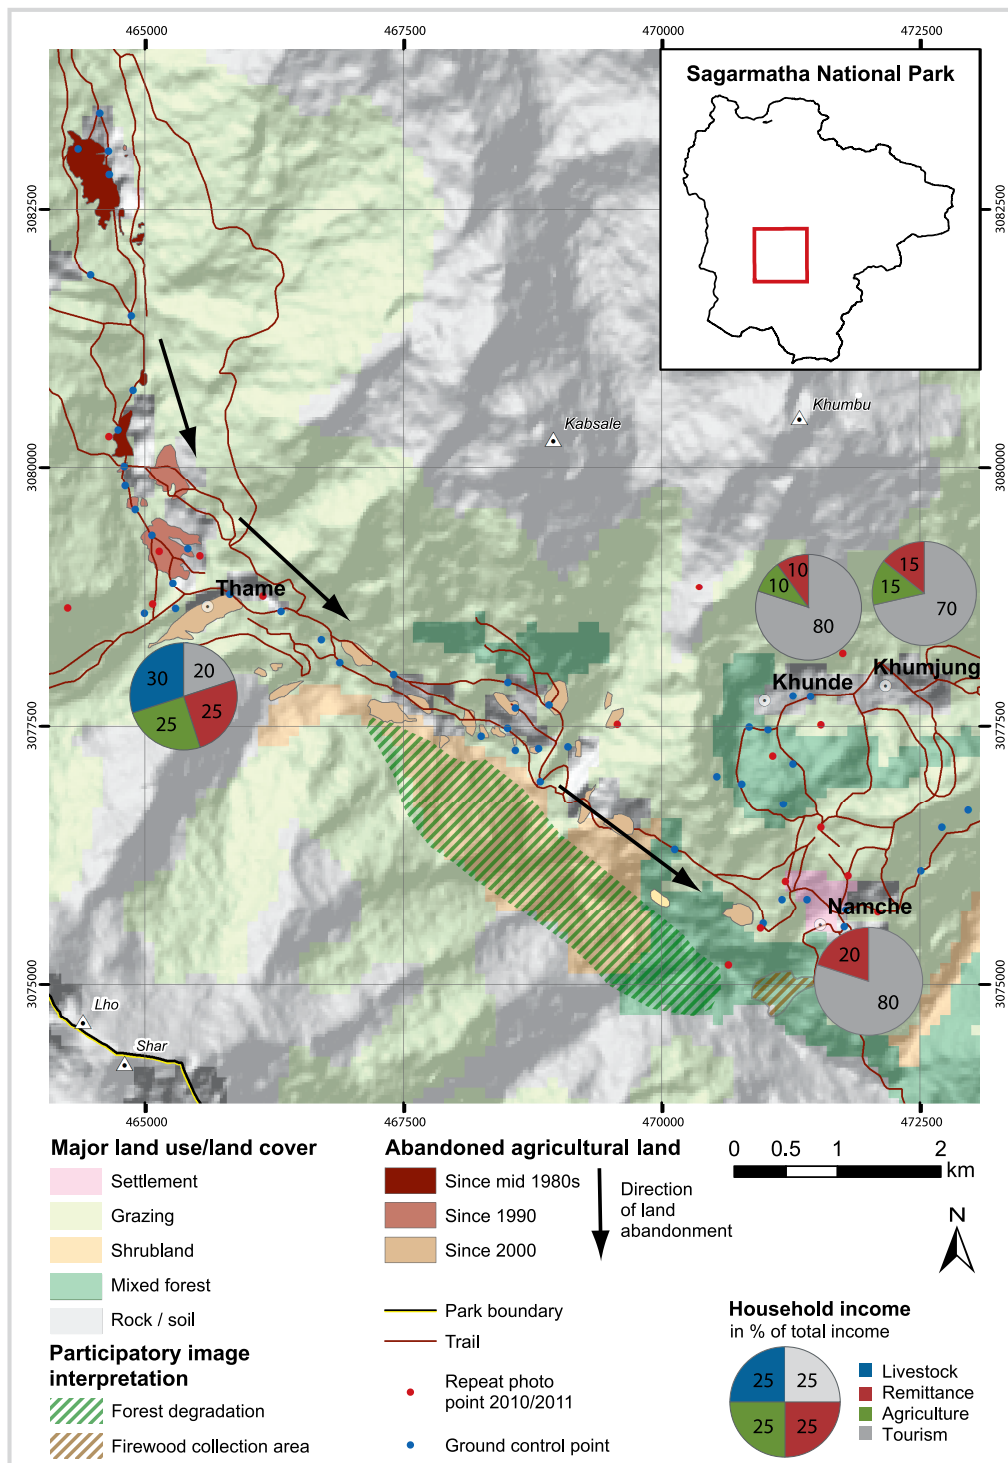 465000
467500
470000
472500
Sagarmatha National Park
3082500
3082500
Khumbu
Kabsale
3080000
3080000
10
10
80
15
15
70
Thame
Khunde
Khumjung
30
20
25
25
3077500
3077500
Namche
20
80
3075000
3075000
Lho
Shar
465000
467500
470000
472500
Major land use/land cover
Settlement
Grazing
Shrubland
Mixed forest
Rock / soil
Participatory image
interpretation
Forest degradation
Firewood collection area
Abandoned agricultural land
Since mid 1980s
Since 1990
Since 2000
Direction
of land
abandonment
Park boundary
Trail
Repeat photo
point 2010/2011
Ground control point
0 0.5 1 2
km
N
Household income
in % of total income
25 25
25 25
Livestock
Remittance
Agriculture
Tourism